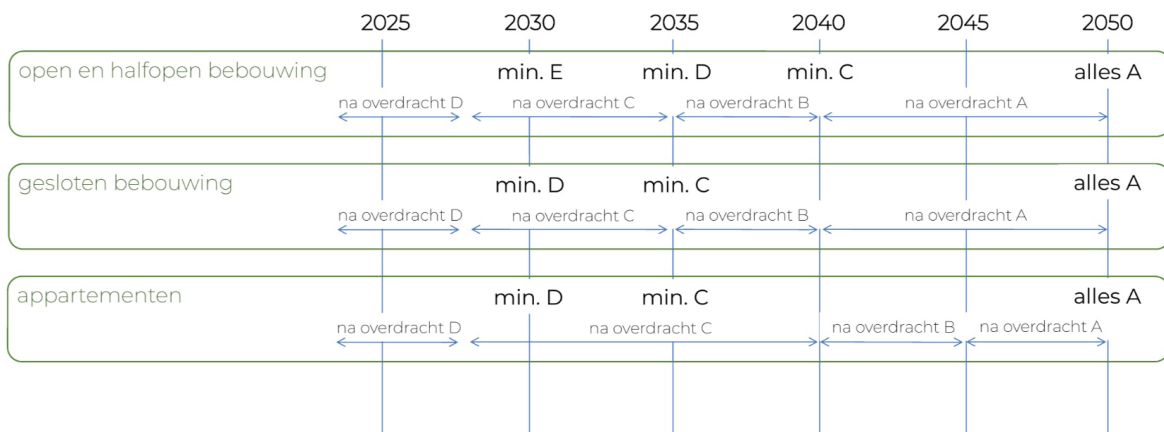 2025 2030 2035 2040 2045 2050
open en halfopen bebouwing min. E min. D min. C alles A
na overdracht D na overdracht C na overdracht B na overdracht A
gesloten bebouwing min. D min. C alles A
na overdracht D na overdracht C na overdracht B na overdracht A
appartementen min. D min. C alles A
na overdracht D na overdracht C na overdracht B na overdracht A